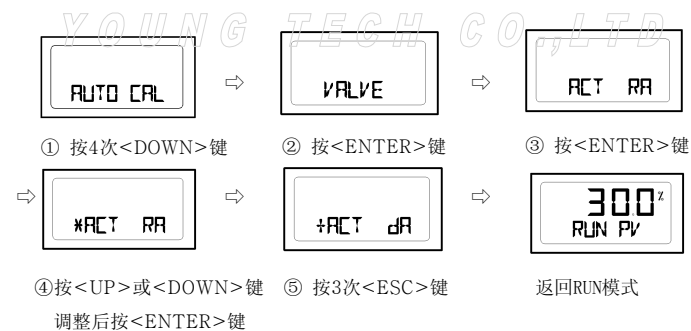 YOUNG TECH CO.,LTD
AUTO CAL
VALVE
ACT RA
① 按4次<DOWN>键
② 按<ENTER>键
③ 按<ENTER>键
*ACT RA
÷ACT dA
30.0%
RUN PV
④按<UP>或<DOWN>键
调整后按<ENTER>键
⑤ 按3次<ESC>键
返回RUN模式